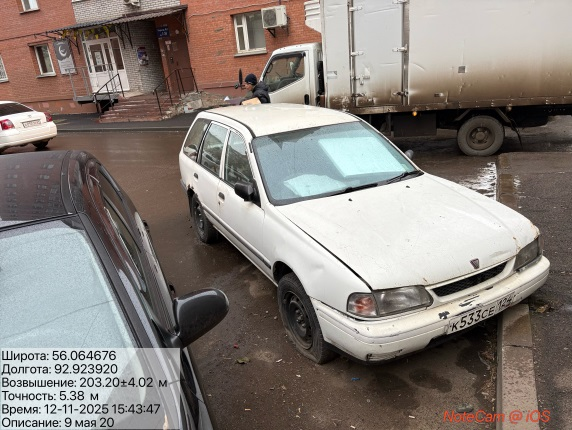 К533СЕ 124
Широта: 56.064676
Долгота: 92.923920
Возвышение: 203.20±4.02 м
Точность: 5.38 м
Время: 12-11-2025 15:43:47
Описание: 9 мая 20
NoteCam @ iOS